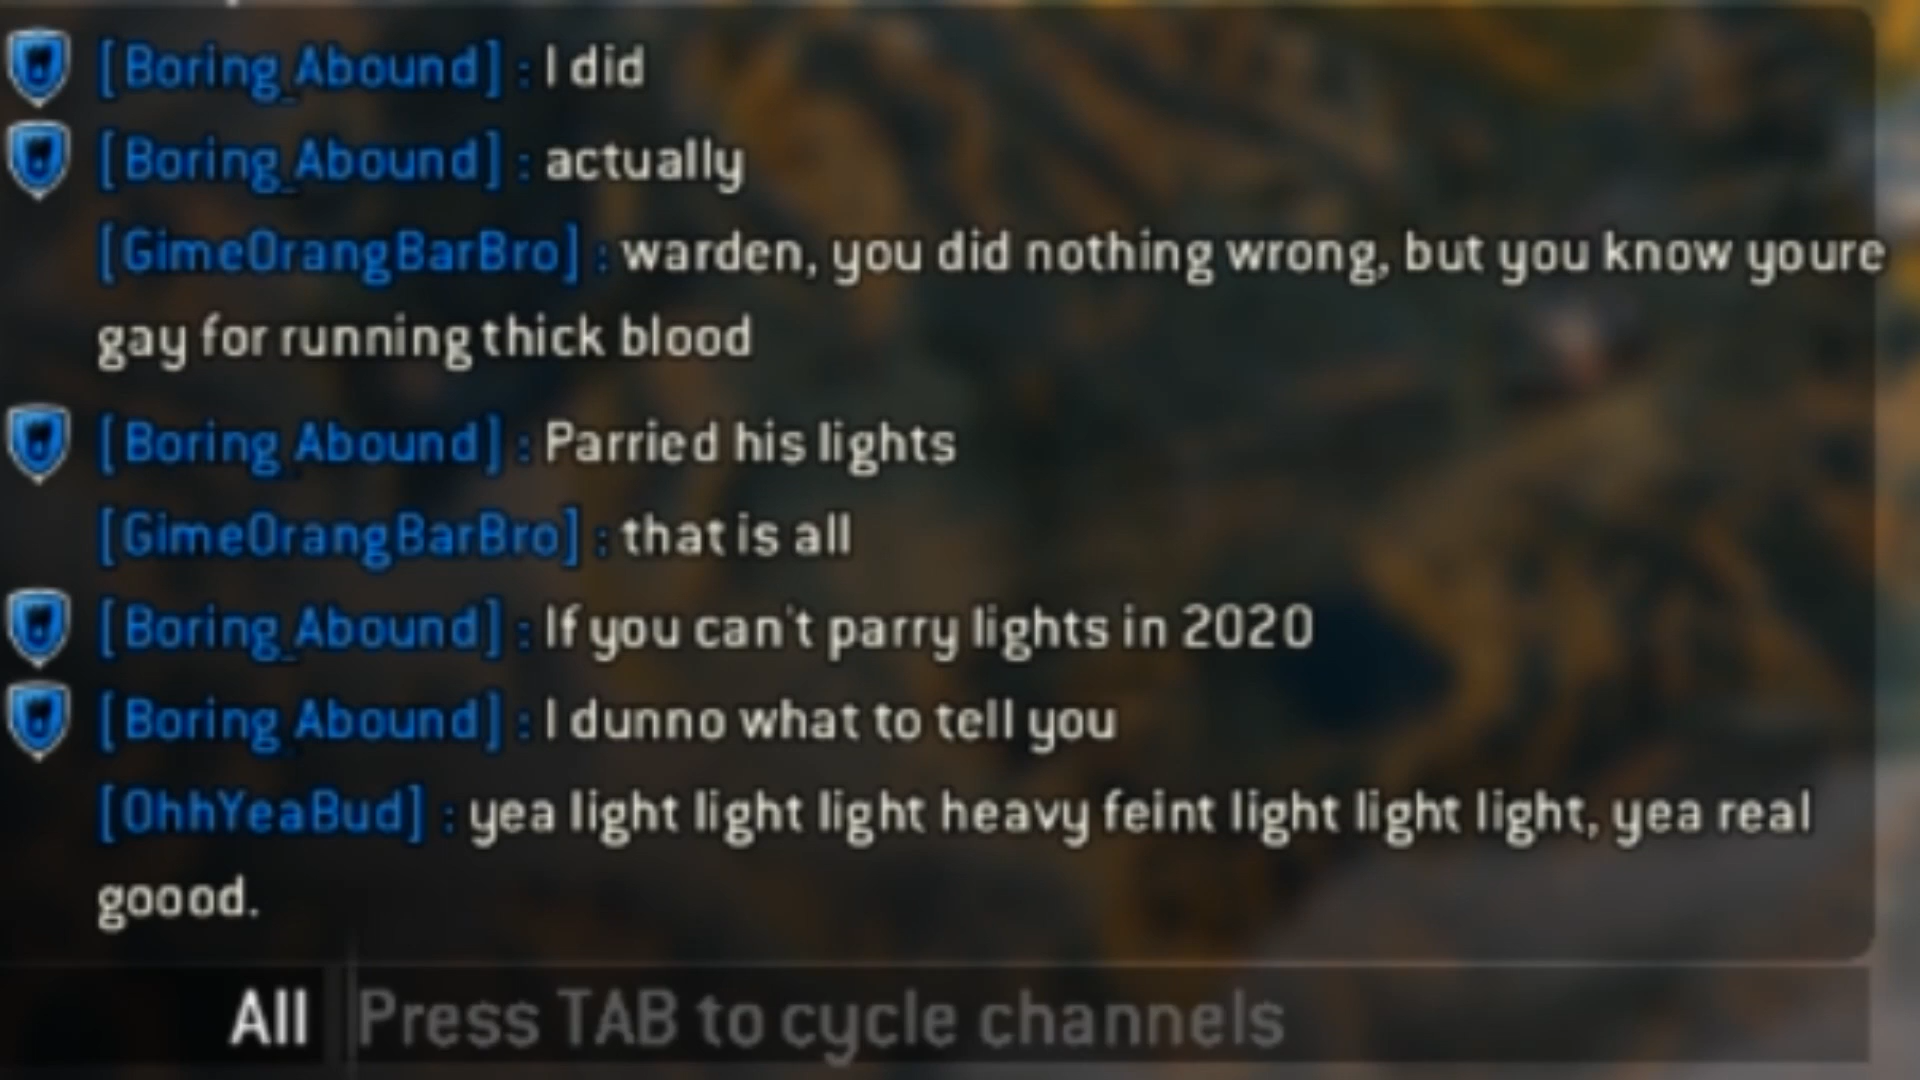 [Boring_Abound] : I did
[Boring_Abound] : actually
[GimeOrangBarBro] : warden, you did nothing wrong, but you know youre
gay for running thick blood
[Boring_Abound] : Parried his lights
[GimeOrangBarBro] : that is all
[Boring_Abound] : If you can't parry lights in 2020
[Boring_Abound] : I dunno what to tell you
[OhhYeaBud] : yea light light light heavy feint light light light, yea real
goood.
All Press TAB to cycle channels